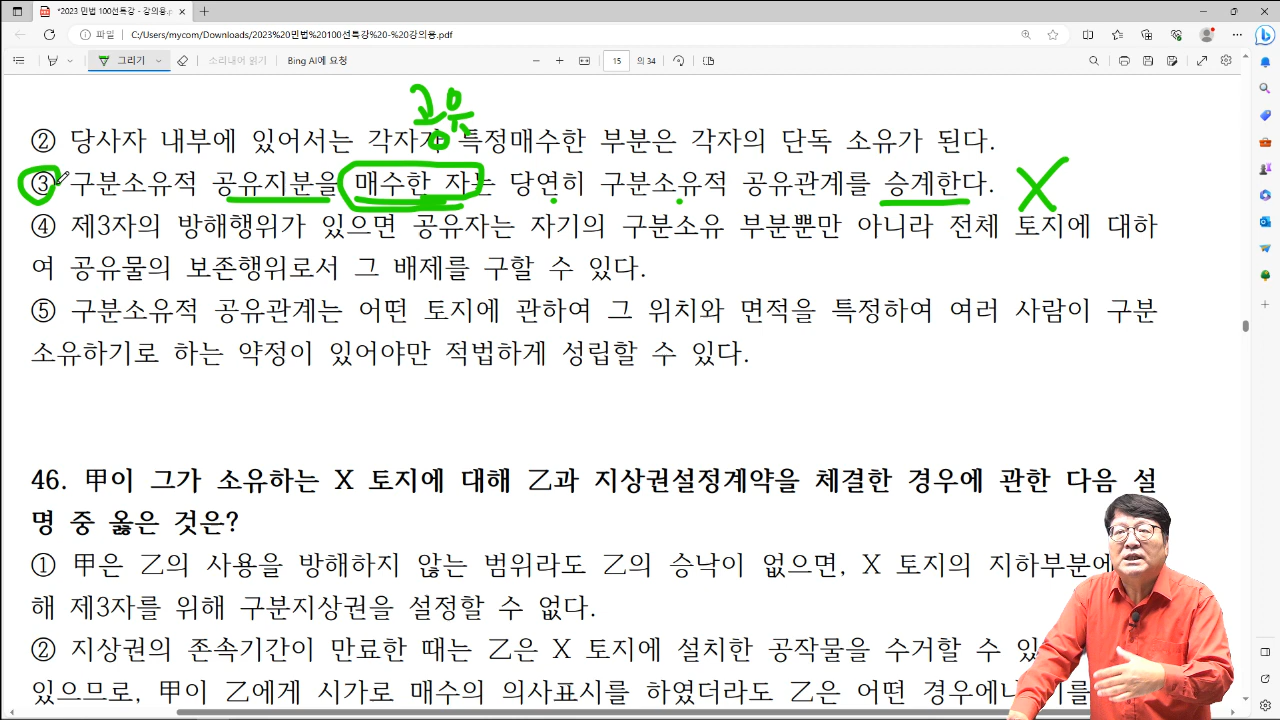 *2023 민법 100선특강 - 강의용.p
파일 C:/Users/mycom/Downloads/2023%20민법%20100선특강%20-%20강의용.pdf
그리기 소리내어 읽기 Bing AI에 요청 15 의 34
공유
② 당사자 내부에 있어서는 각자가 특정매수한 부분은 각자의 단독 소유가 된다.
③ 구분소유적 공유지분을 매수한 자는 당연히 구분소유적 공유관계를 승계한다. X
④ 제3자의 방해행위가 있으면 공유자는 자기의 구분소유 부분뿐만 아니라 전체 토지에 대하
여 공유물의 보존행위로서 그 배제를 구할 수 있다.
⑤ 구분소유적 공유관계는 어떤 토지에 관하여 그 위치와 면적을 특정하여 여러 사람이 구분
소유하기로 하는 약정이 있어야만 적법하게 성립할 수 있다.
46. 甲이 그가 소유하는 X 토지에 대해 乙과 지상권설정계약을 체결한 경우에 관한 다음 설
명 중 옳은 것은?
① 甲은 乙의 사용을 방해하지 않는 범위라도 乙의 승낙이 없으면, X 토지의 지하부분에
해 제3자를 위해 구분지상권을 설정할 수 없다.
② 지상권의 존속기간이 만료한 때는 乙은 X 토지에 설치한 공작물을 수거할 수 있
있으므로, 甲이 乙에게 시가로 매수의 의사표시를 하였더라도 乙은 어떤 경우에